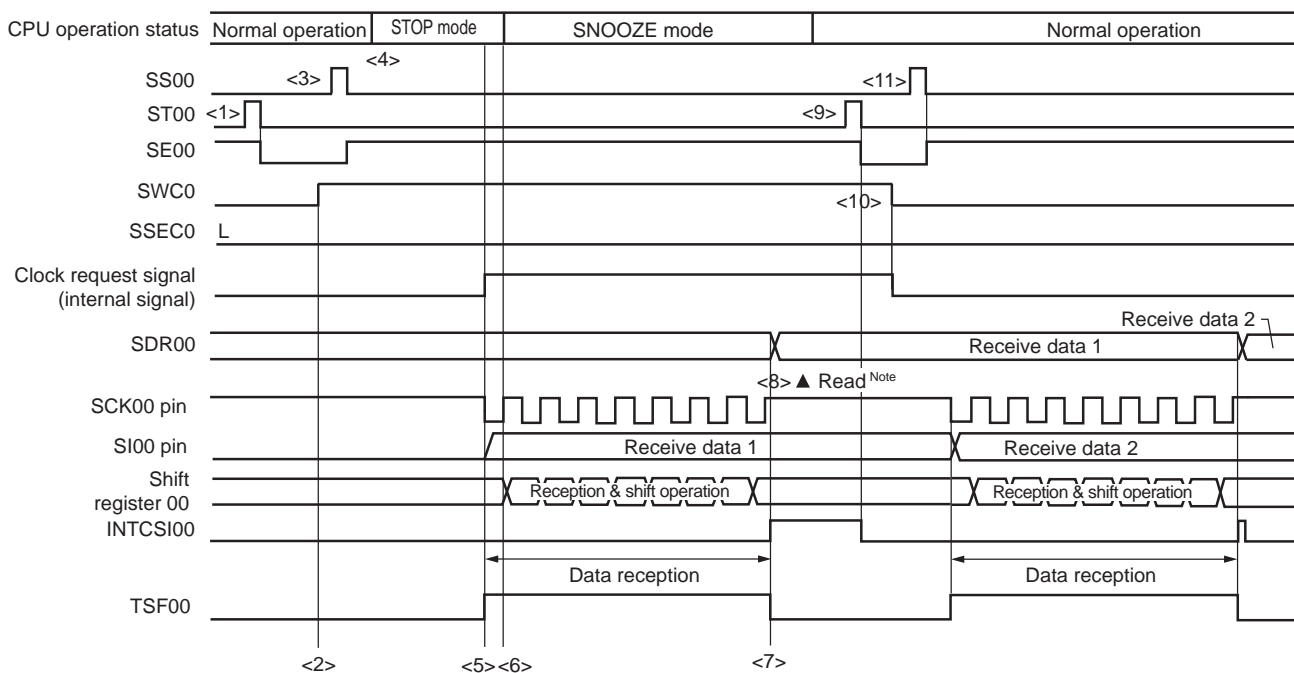 CPU operation status Normal operation STOP mode SNOOZE mode Normal operation
<4>
SS00 <3> <11>
ST00 <1> <9>
SE00
SWC0
<10>
SSEC0 L
Clock request signal
(internal signal)
Receive data 2
SDR00 Receive data 1
<8> ▲ Read Note
SCK00 pin
SI00 pin Receive data 1 Receive data 2
Shift
register 00 Reception & shift operation Reception & shift operation
INTCSI00
Data reception Data reception
TSF00
<2> <5> <6> <7>